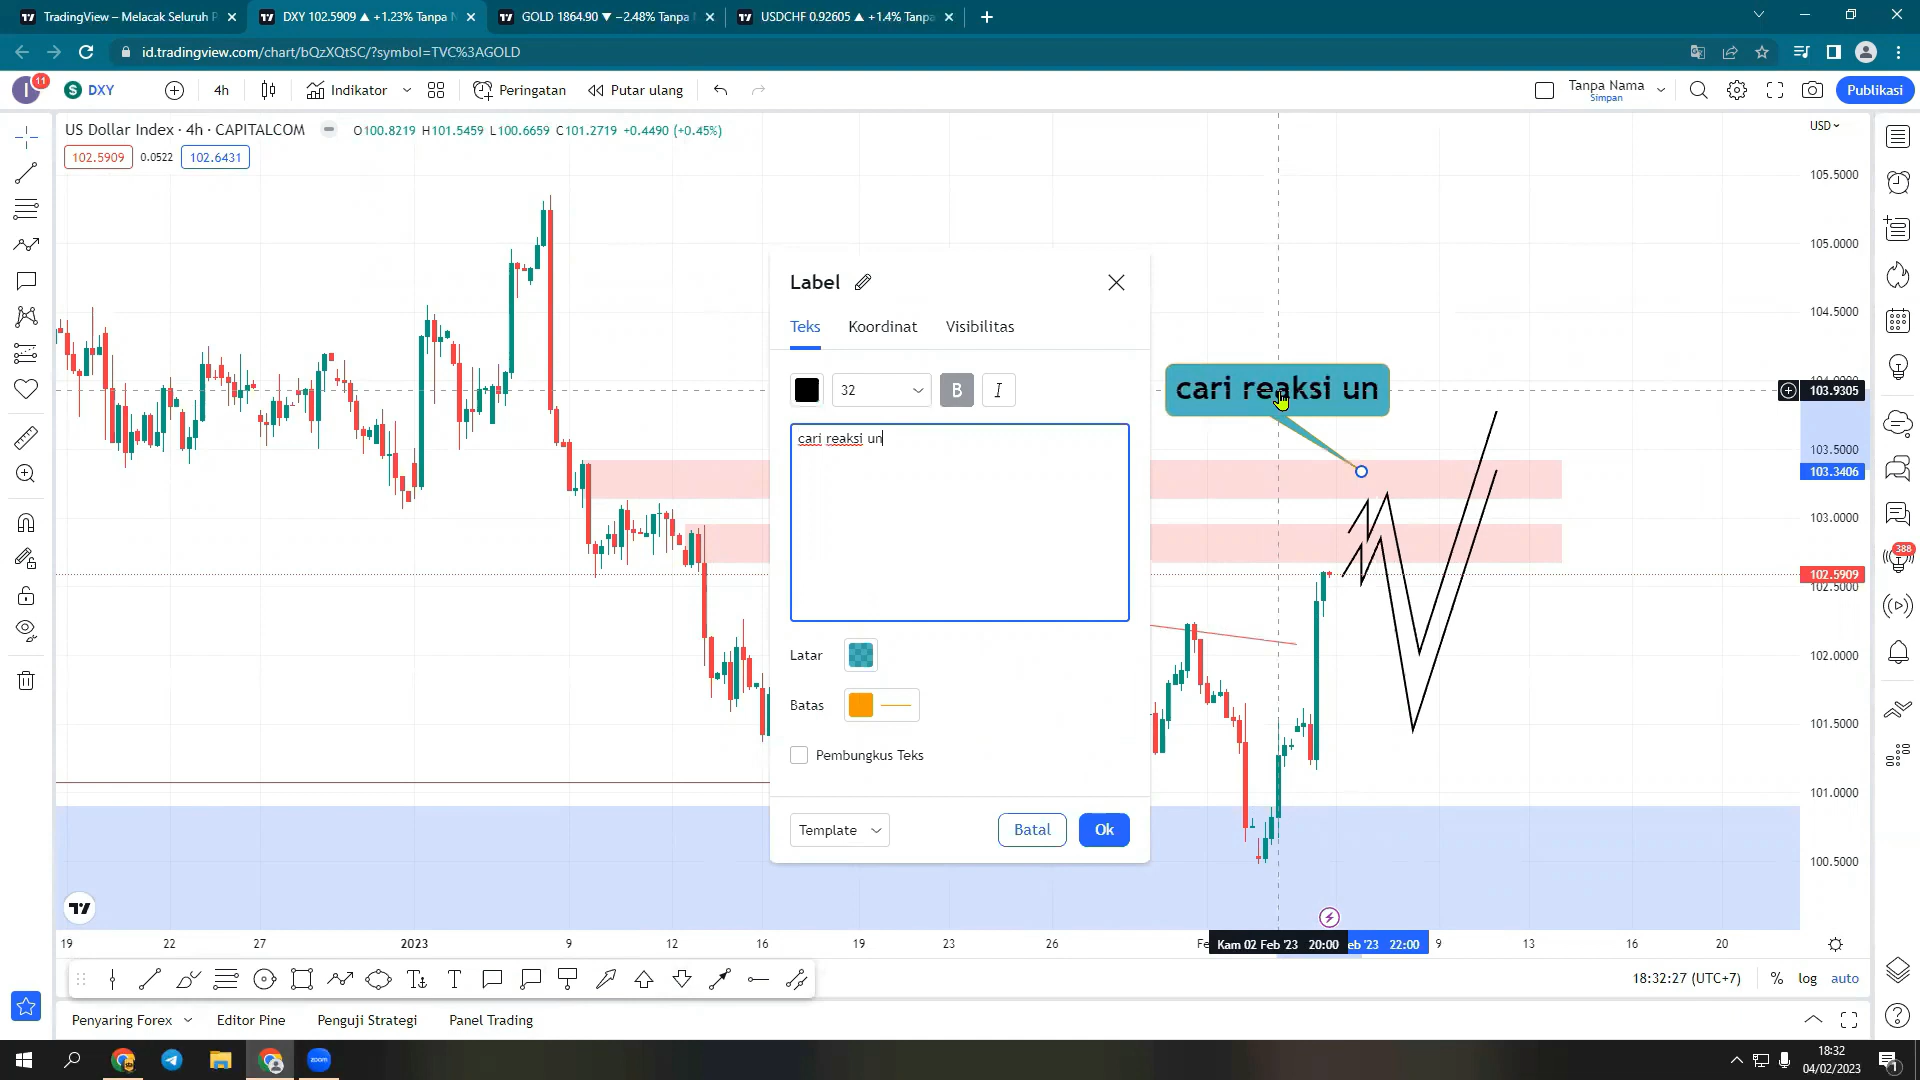 TradingView – Melacak Seluruh P
DXY 102.5909 ▲ +1.23% Tanpa N
GOLD 1864.90 ▼ −2.48% Tanpa
USDCHF 0.92605 ▲ +1.4% Tanpa
id.tradingview.com/chart/bQzXQtSC/?symbol=TVC%3AGOLD
I
11
S
DXY
4h
Indikator
Peringatan
Putar ulang
Tanpa Nama
Simpan
Publikasi
US Dollar Index · 4h · CAPITALCOM
O100.8219 H101.5459 L100.6659 C101.2719 +0.4490 (+0.45%)
USD
102.5909
0.0522
102.6431
105.5000
105.0000
104.5000
103.9305
103.5000
103.3406
103.0000
102.5909
102.5000
102.0000
101.5000
101.0000
100.5000
Label
Teks
Koordinat
Visibilitas
32
B
I
cari reaksi un
cari reaksi un
Latar
Batas
Pembungkus Teks
Template
Batal
Ok
388
19
22
27
2023
9
12
16
19
23
26
Fe
Kam 02 Feb '23 20:00
eb '23 22:00
9
13
16
20
18:32:27 (UTC+7)
%
log
auto
Penyaring Forex
Editor Pine
Penguji Strategi
Panel Trading
zoom
18:32
04/02/2023
1